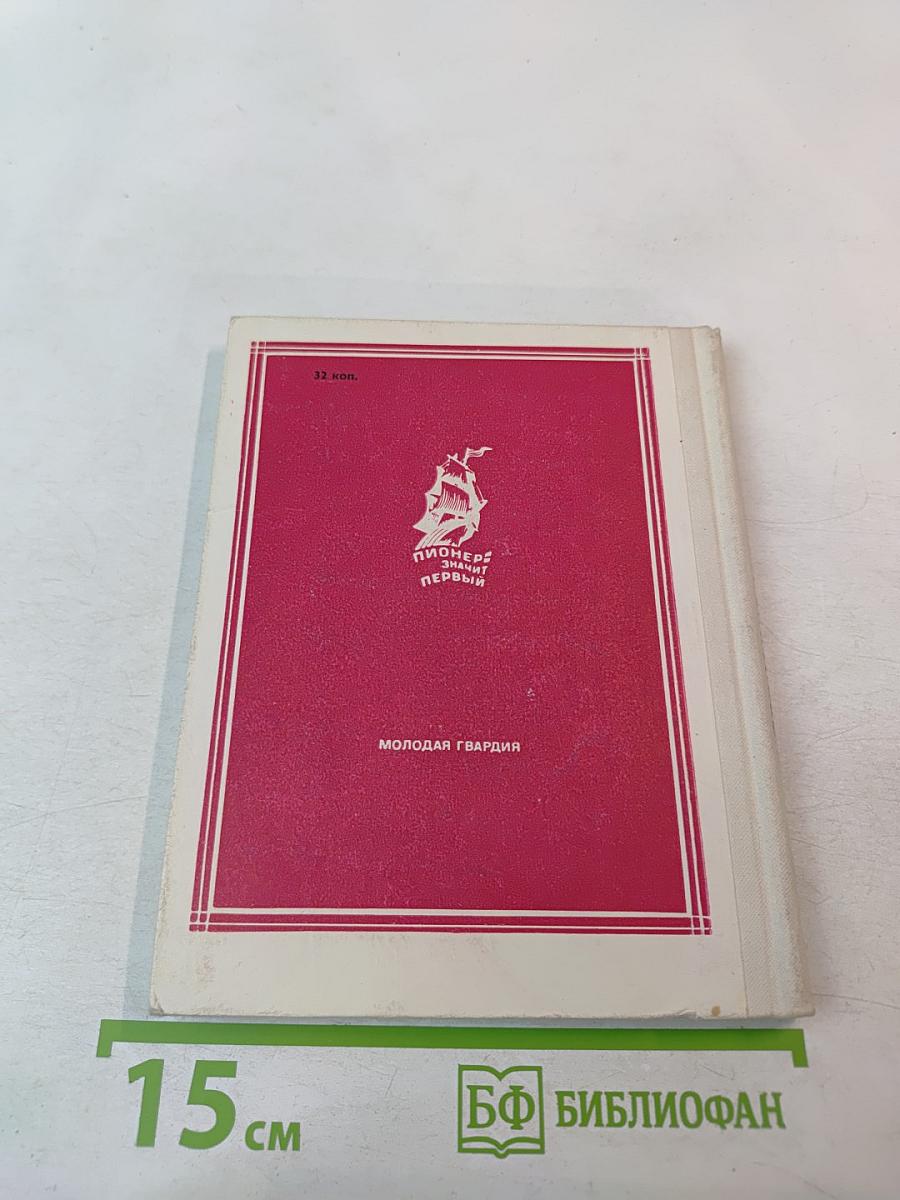 32 коп.
ПИОНЕР-
ЗНАЧИТ
ПЕРВЫЙ
МОЛОДАЯ ГВАРДИЯ
15 см
БФ БИБЛИОФАН